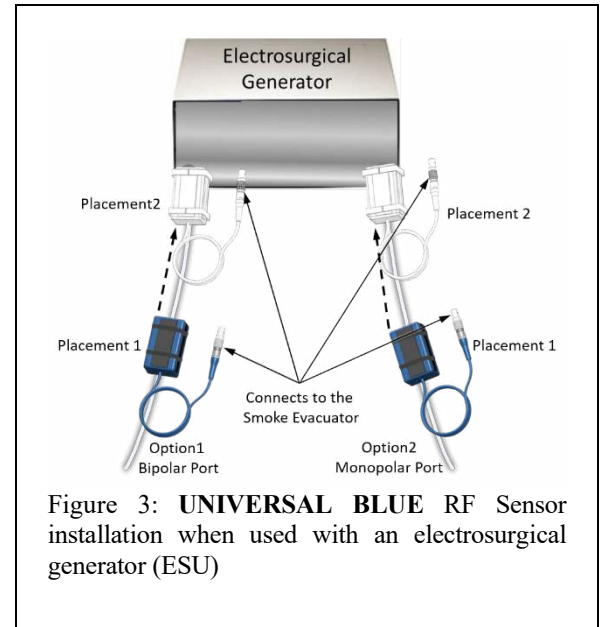 Electrosurgical
Generator
Placement2
Placement 2
Placement 1
Placement 1
Connects to the
Smoke Evacuator
Option1
Bipolar Port
Option2
Monopolar Port
Figure 3: UNIVERSAL BLUE RF Sensor
installation when used with an electrosurgical
generator (ESU)